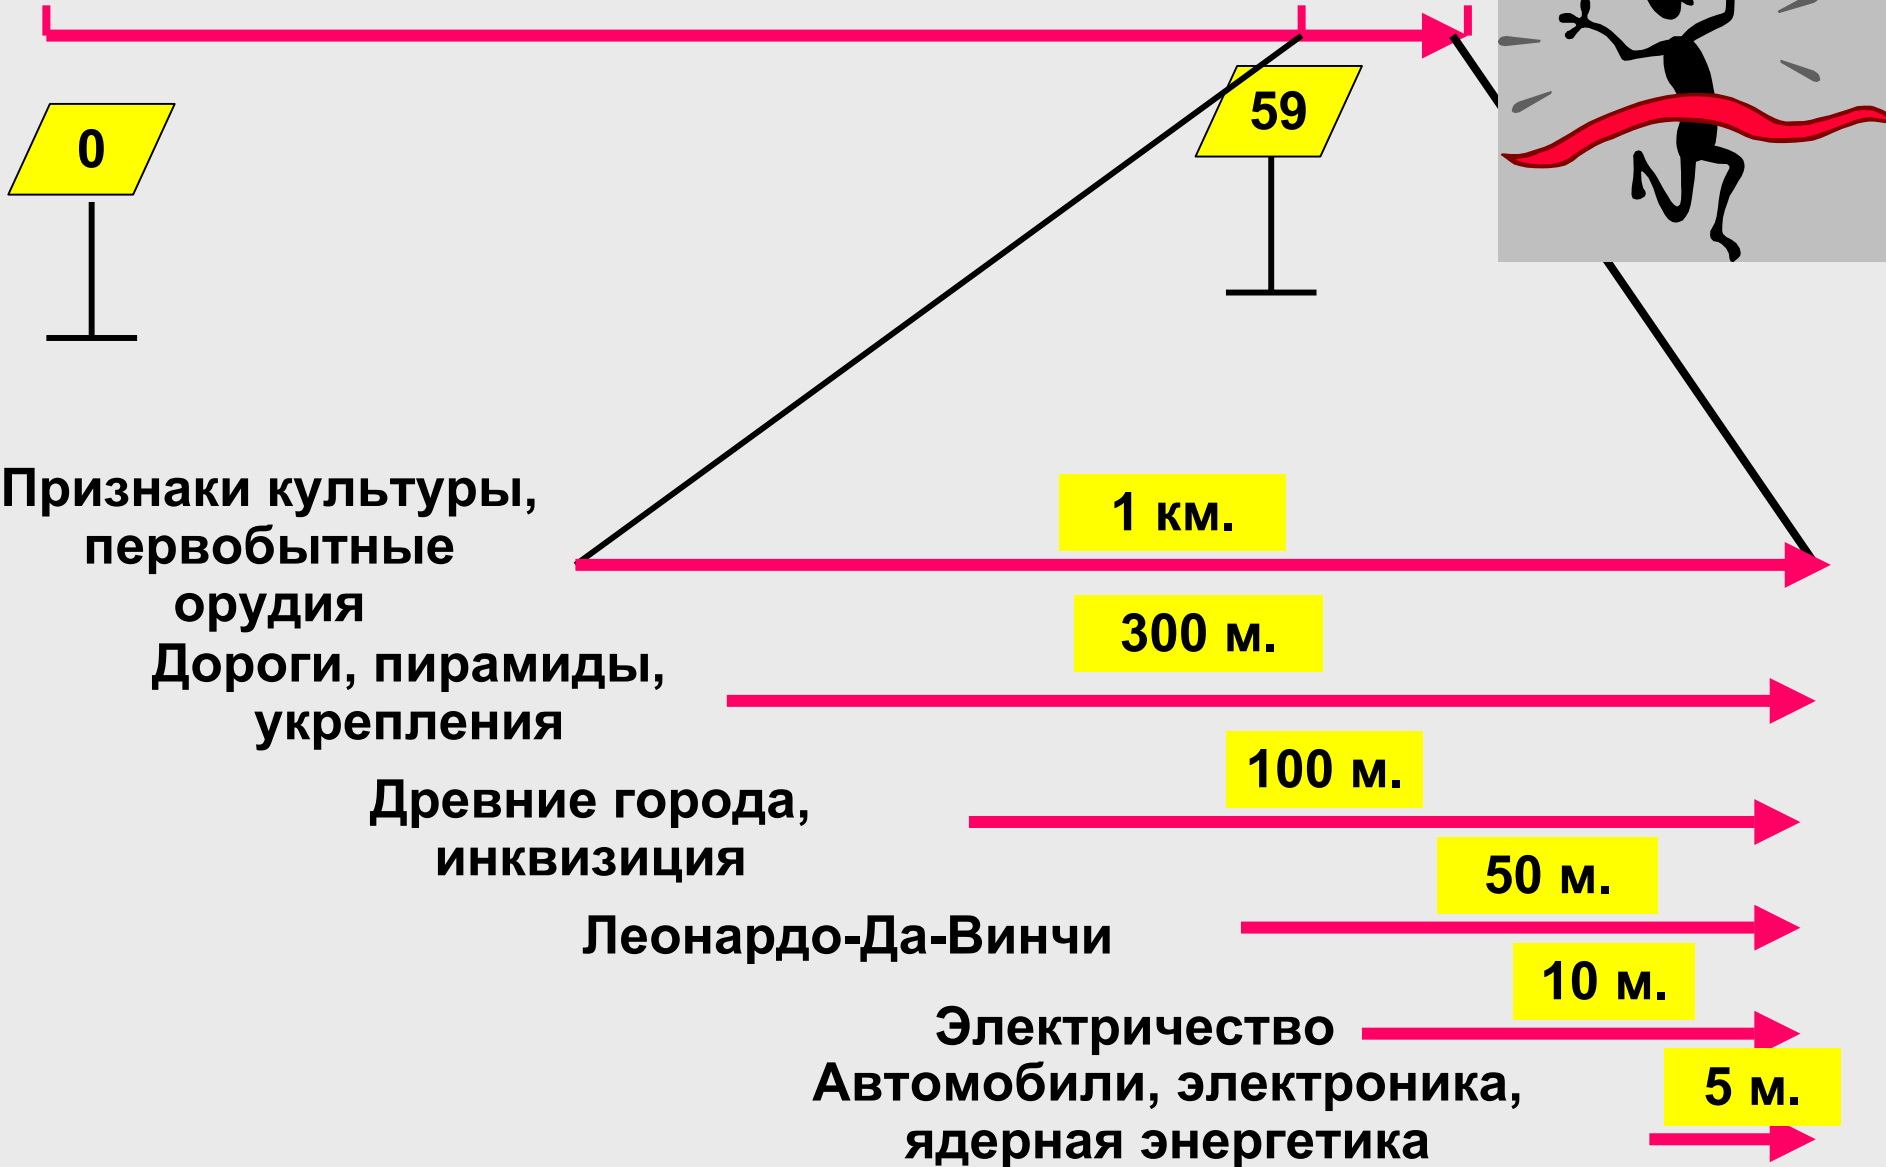 0
59
Признаки культуры,
первобытные
орудия
1 км.
300 м.
Дороги, пирамиды,
укрепления
100 м.
Древние города,
инквизиция
50 м.
Леонардо-Да-Винчи
10 м.
Электричество
Автомобили, электроника,
ядерная энергетика
5 м.